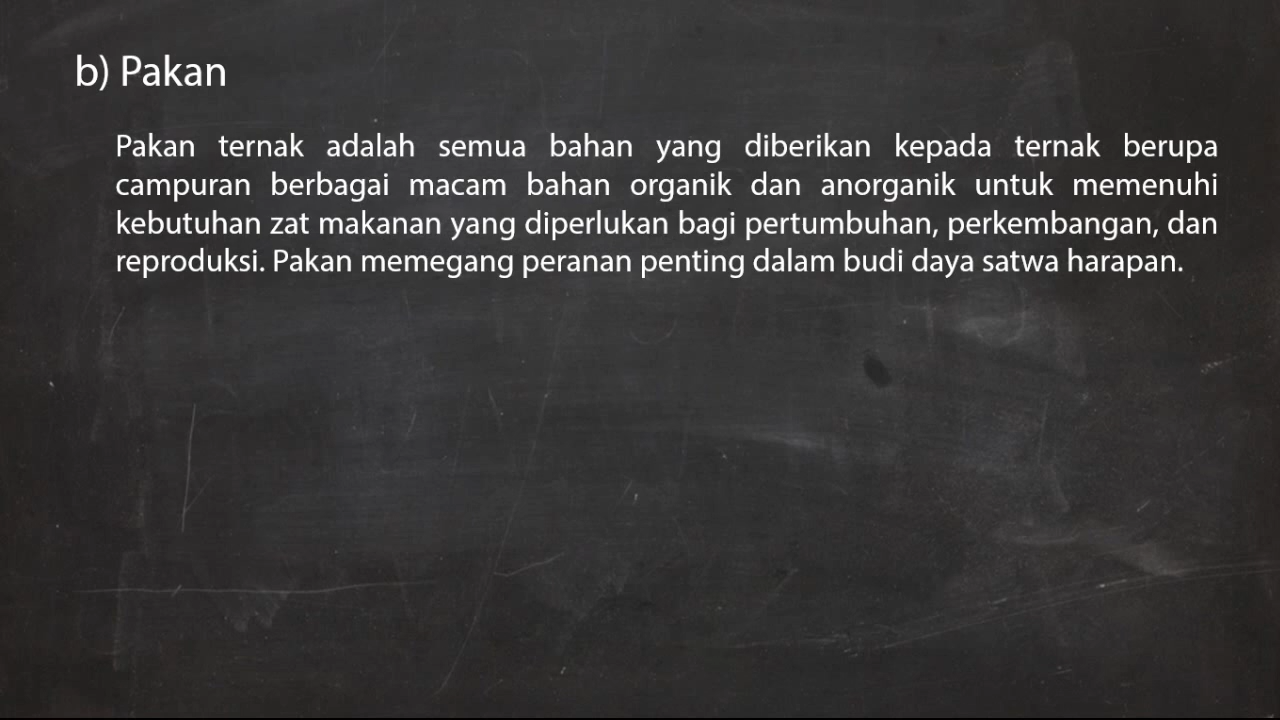 b) Pakan
Pakan ternak adalah semua bahan yang diberikan kepada ternak berupa
campuran berbagai macam bahan organik dan anorganik untuk memenuhi
kebutuhan zat makanan yang diperlukan bagi pertumbuhan, perkembangan, dan
reproduksi. Pakan memegang peranan penting dalam budi daya satwa harapan.